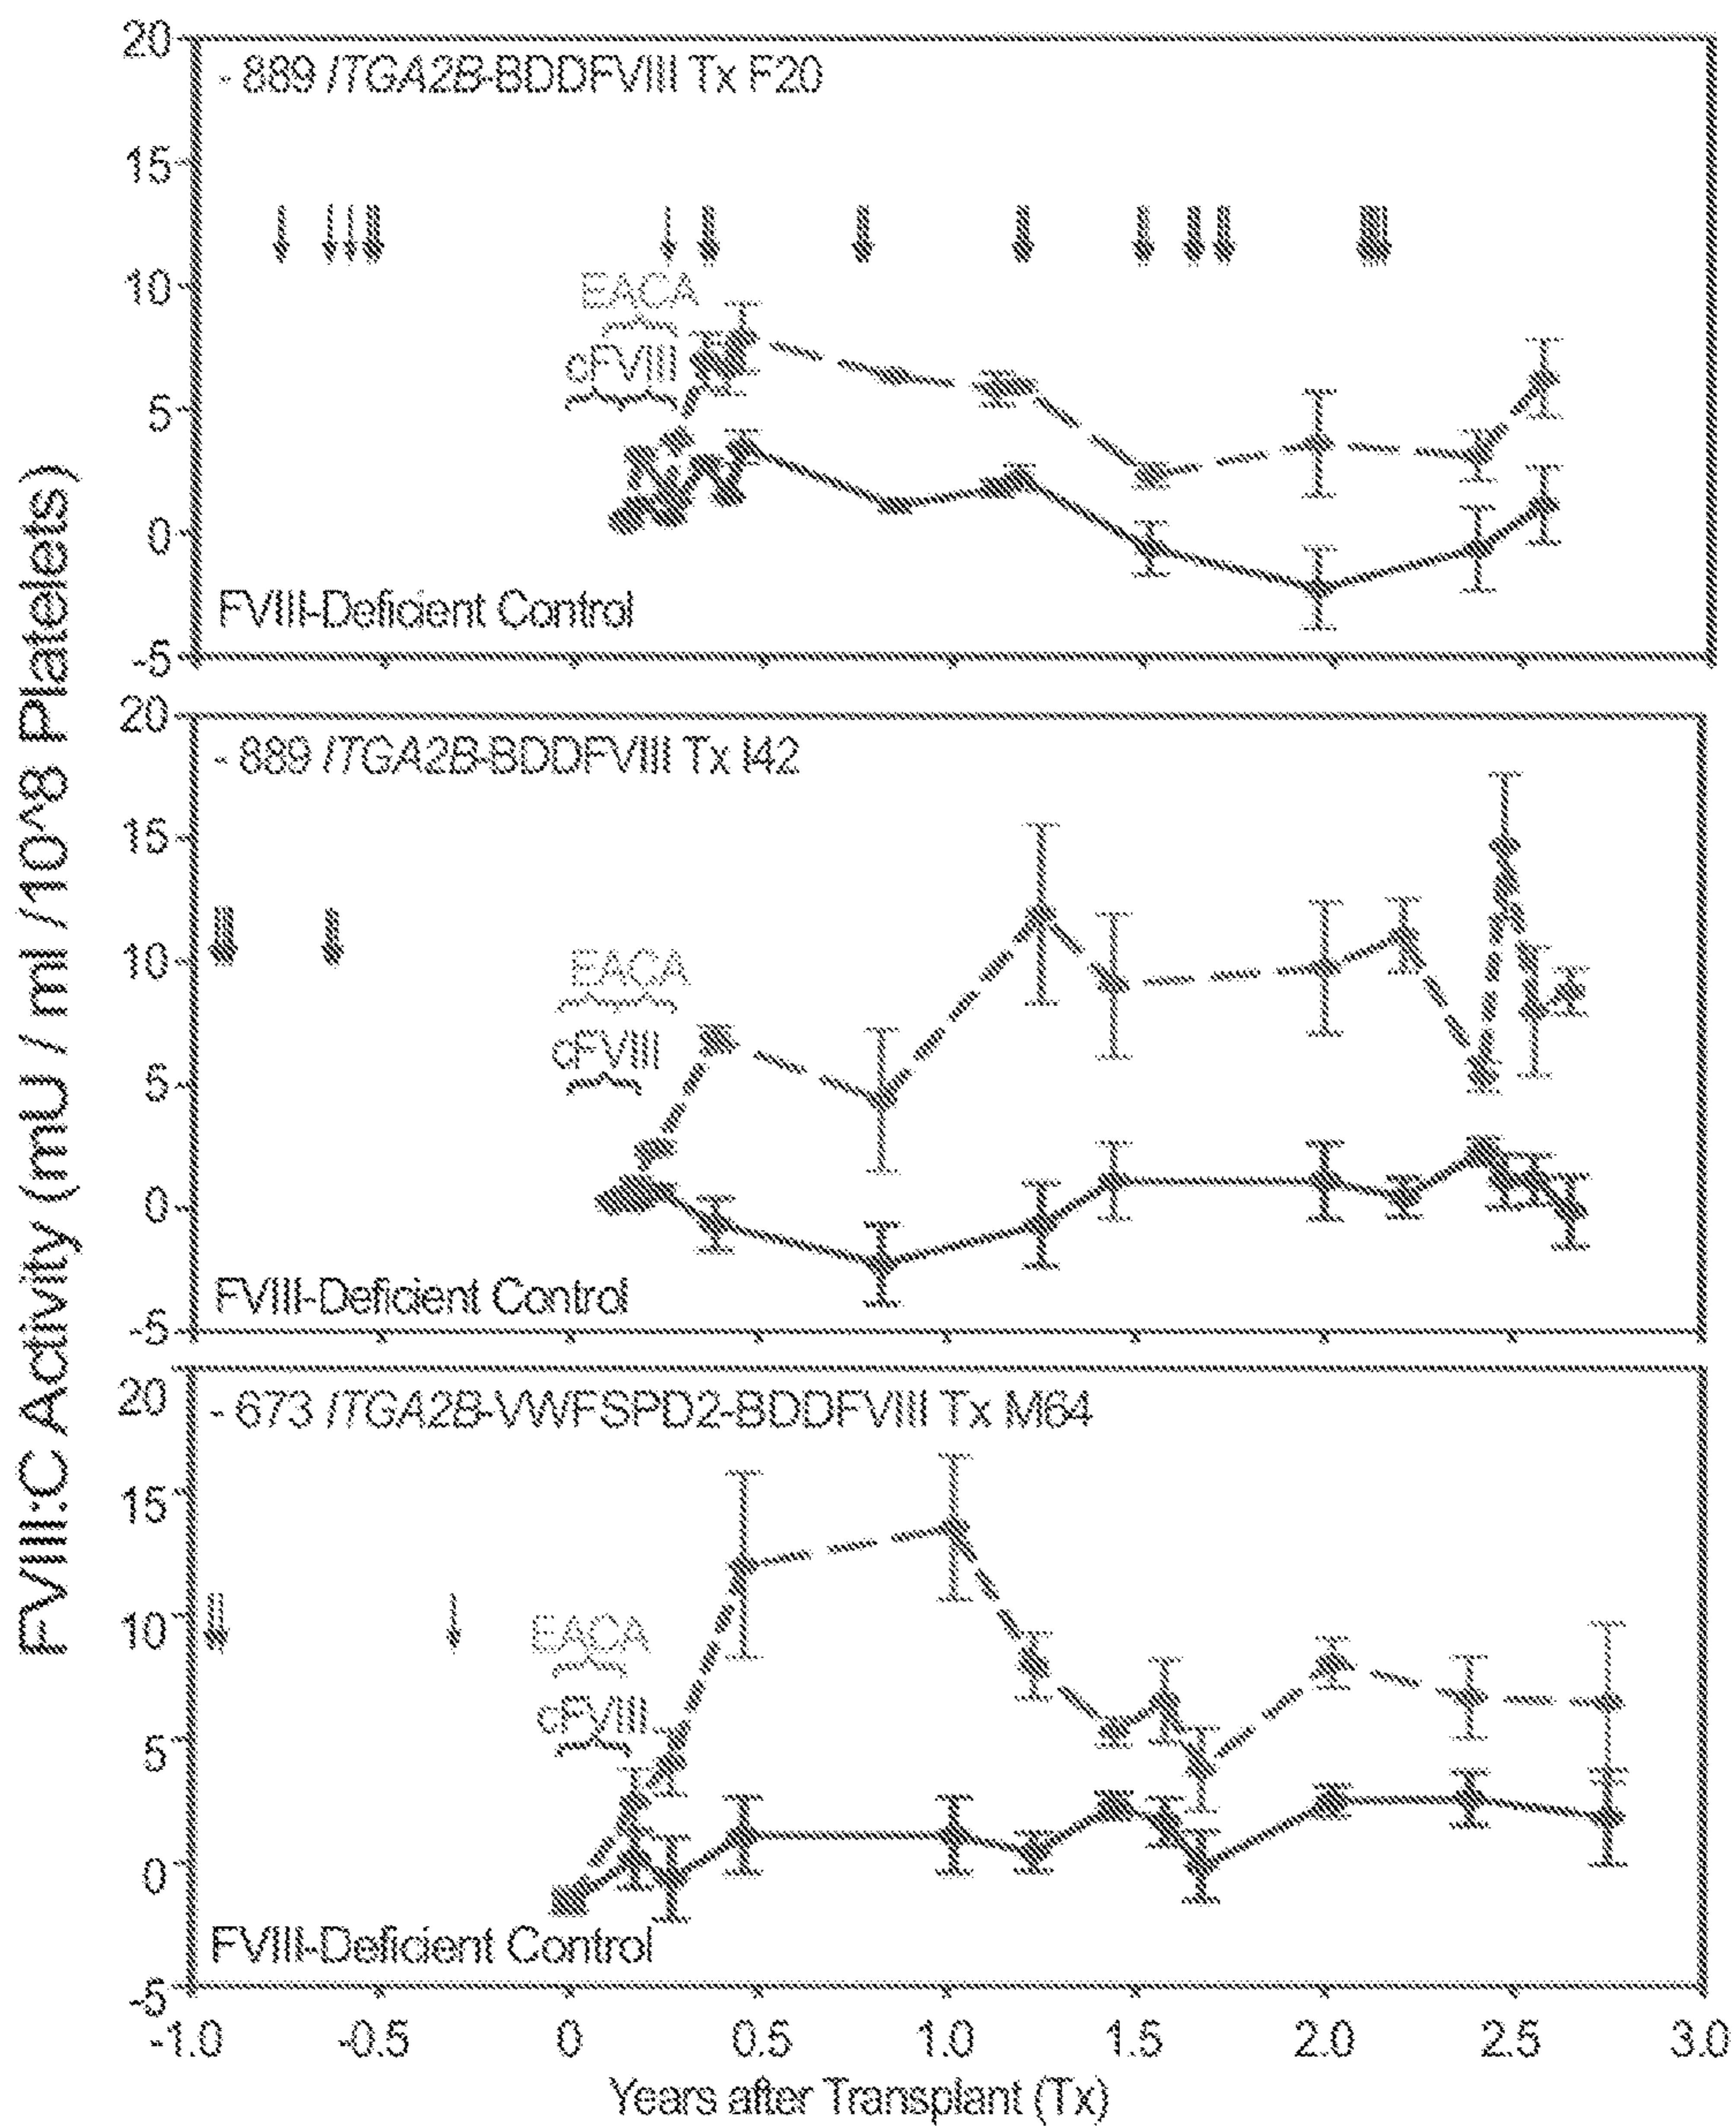 FVIII:C Activity (mU / ml /10^8 Platelets)
20
15
10
5
0
-5
- 889 ITGA2B-BDDFVIII Tx F20
EACA
cFVIII
FVIII-Deficient Control
20
15
10
5
0
-5
- 889 ITGA2B-BDDFVIII Tx I42
EACA
cFVIII
FVIII-Deficient Control
20
15
10
5
0
-5
- 673 ITGA2B-VWFSPD2-BDDFVIII Tx M64
EACA
cFVIII
FVIII-Deficient Control
-1.0 -0.5 0 0.5 1.0 1.5 2.0 2.5 3.0
Years after Transplant (Tx)